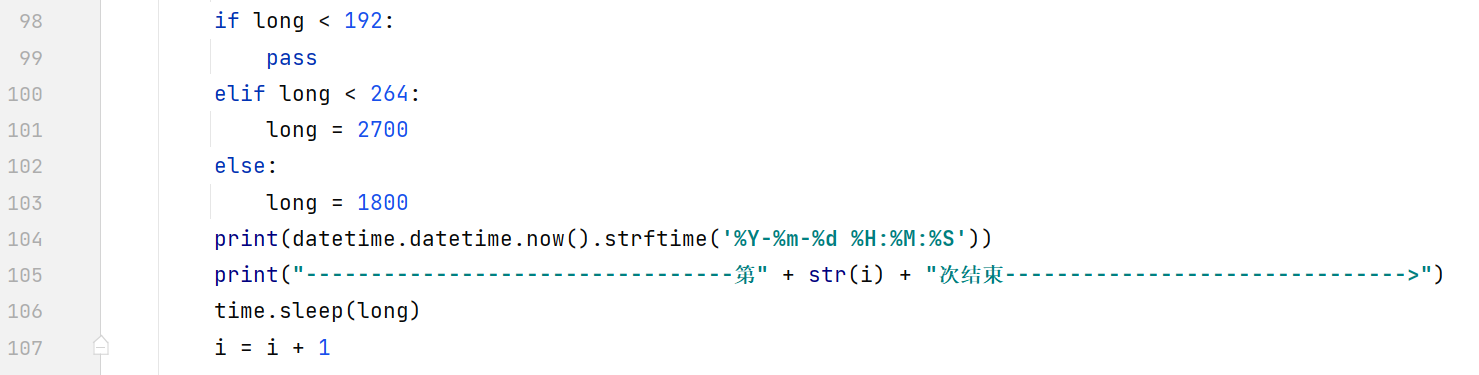 98 if long < 192:
99 pass
100 elif long < 264:
101 long = 2700
102 else:
103 long = 1800
104 print(datetime.datetime.now().strftime('%Y-%m-%d %H:%M:%S'))
105 print("---------------------------------第" + str(i) + "次结束------------------------------->")
106 time.sleep(long)
107 i = i + 1